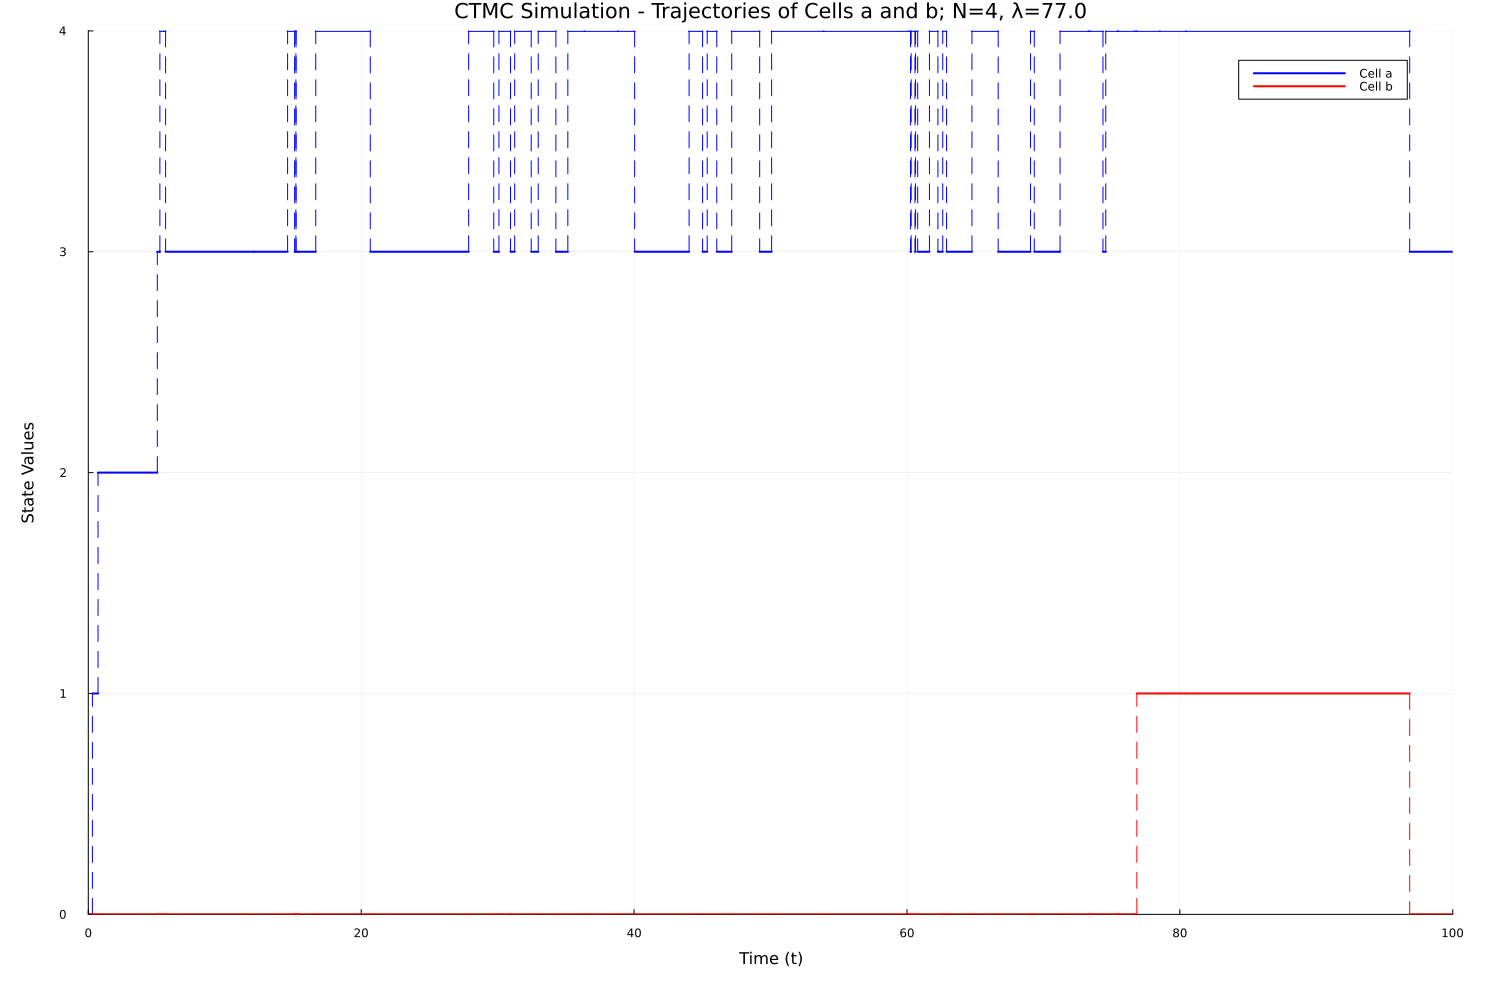 CTMC Simulation - Trajectories of Cells a and b; N=4, λ=77.0
4
Cell a
Cell b
3
State Values
2
1
0
0 20 40 60 80 100
Time (t)